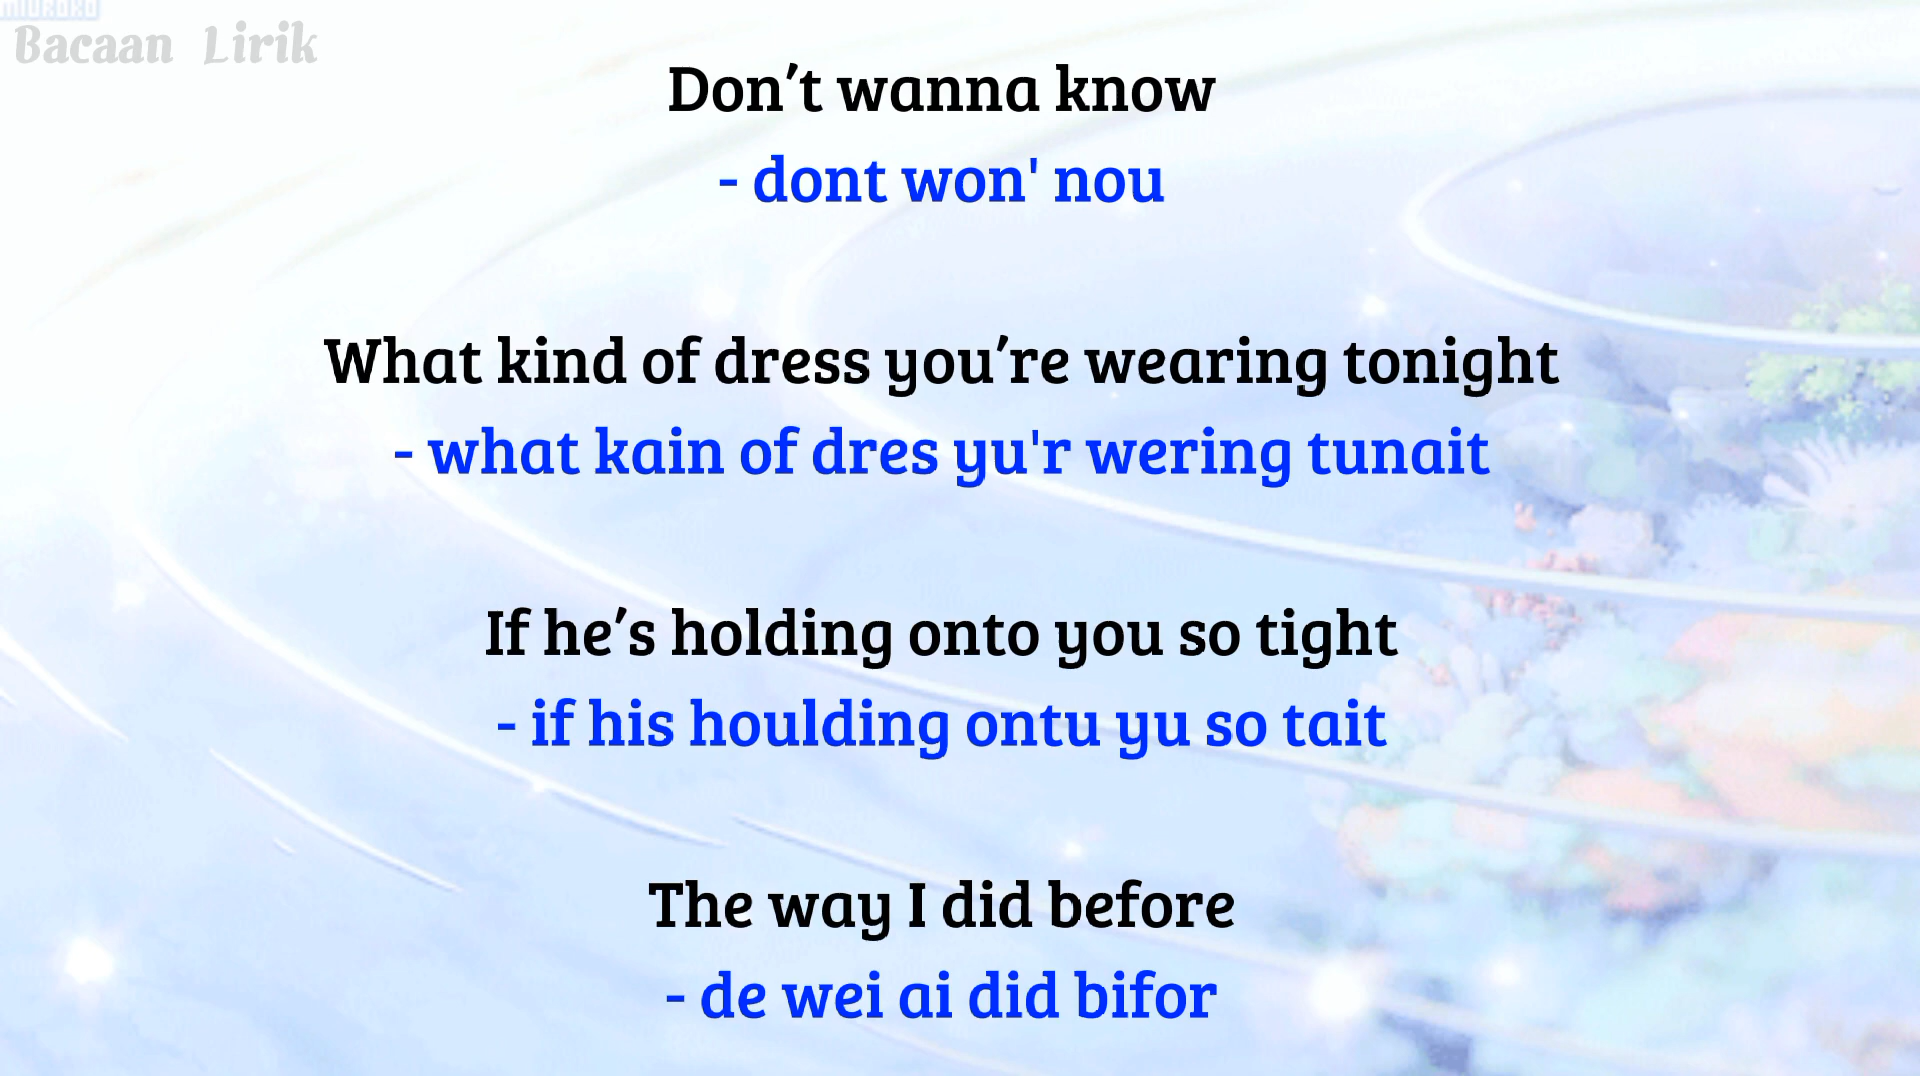 MIUROKO
Bacaan Lirik
Don't wanna know
- dont won' nou
What kind of dress you're wearing tonight
- what kain of dres yu'r wering tunait
If he's holding onto you so tight
- if his houlding ontu yu so tait
The way I did before
- de wei ai did bifor